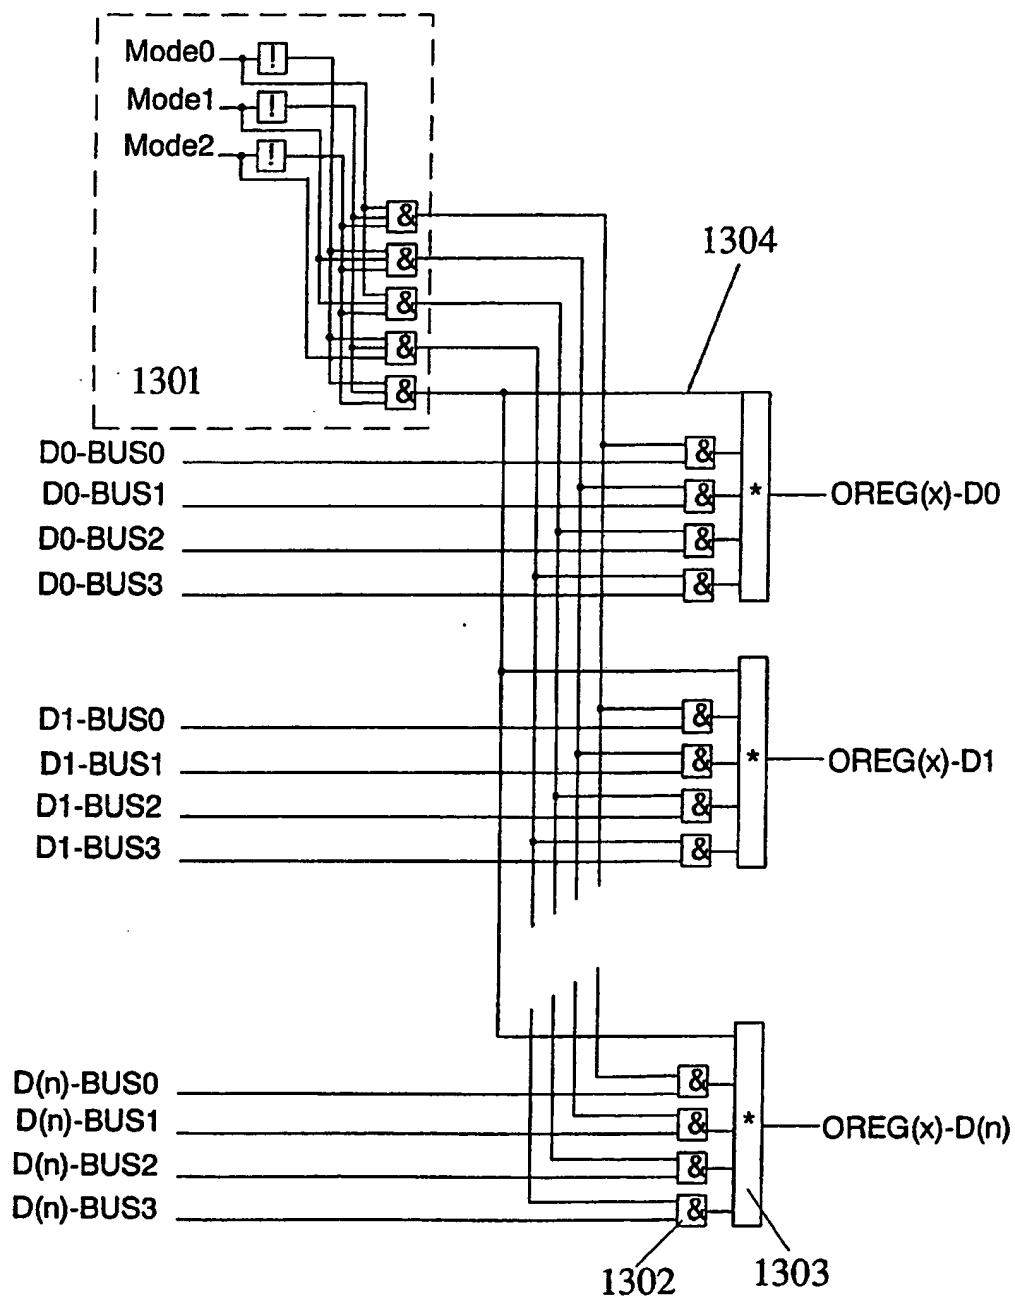 Mode0 !
Mode1 !
Mode2 !
&
&
&
&
&
1301
1304
D0-BUS0 &
D0-BUS1 & * OREG(x)-D0
D0-BUS2 &
D0-BUS3 &
D1-BUS0 &
D1-BUS1 & * OREG(x)-D1
D1-BUS2 &
D1-BUS3 &
D(n)-BUS0 &
D(n)-BUS1 & * OREG(x)-D(n)
D(n)-BUS2 &
D(n)-BUS3 &
1302
1303